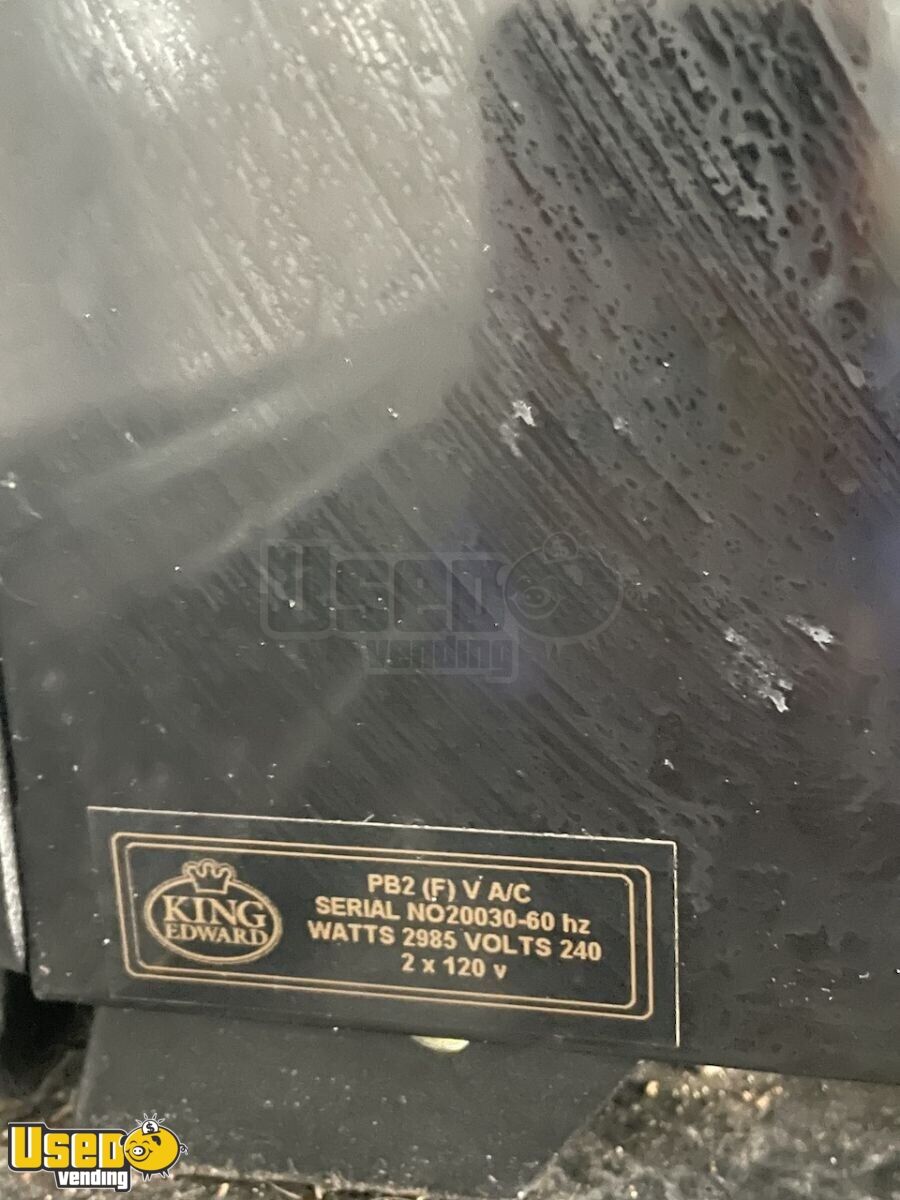 Used
vending
KING
EDWARD
PB2 (F) V A/C
SERIAL NO20030-60 hz
WATTS 2985 VOLTS 240
2 x 120 v
Used
vending